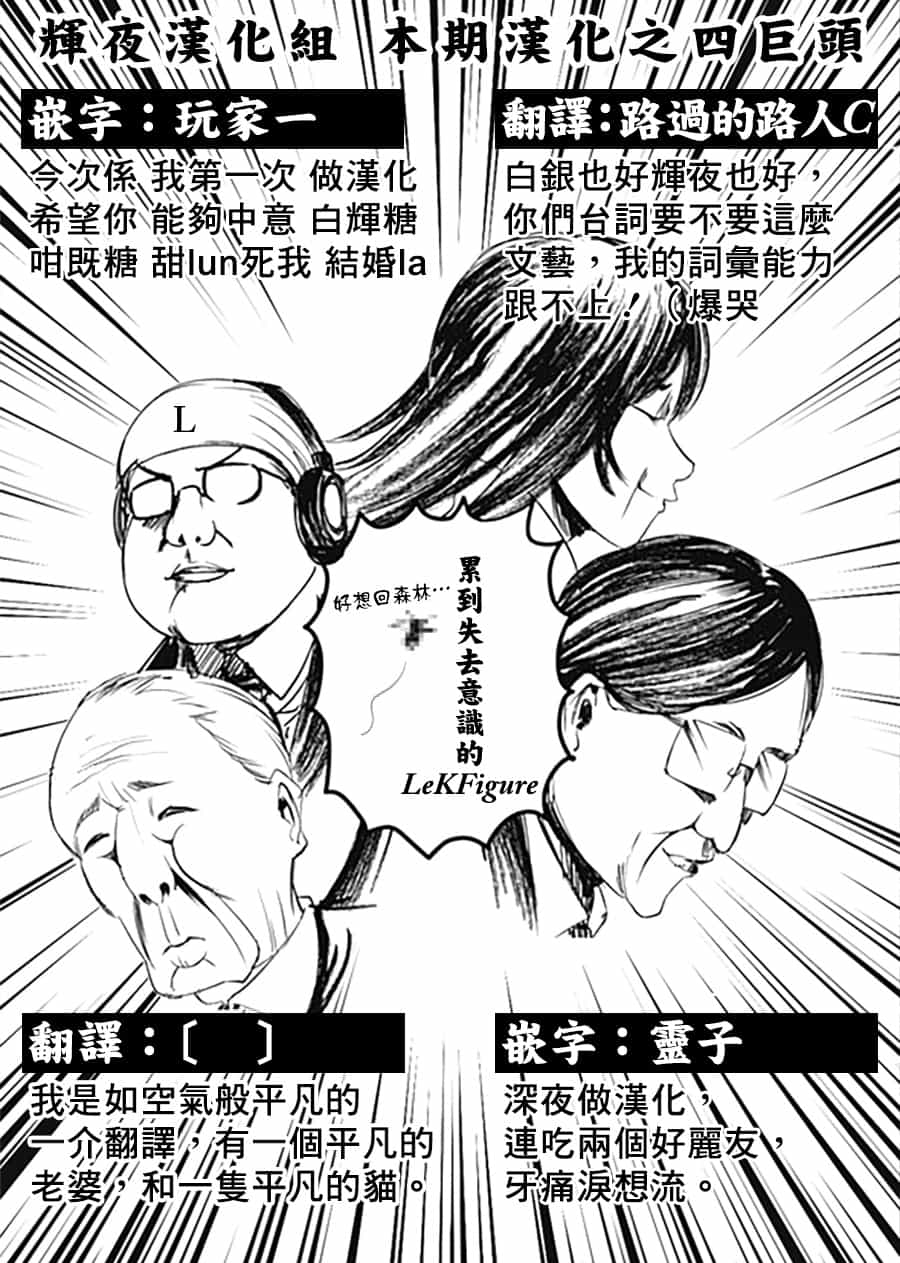 輝夜漢化組 本期漢化之四巨頭
嵌字：玩家一
今次係 我第一次 做漢化
希望你 能夠中意 白輝糖
咁既糖 甜lun死我 結婚la
翻譯：路過的路人C
白銀也好輝夜也好，
你們台詞要不要這麼
文藝，我的詞彙能力
跟不上！（爆哭
L
好想回森林…
累到失去意識的
LeKFigure
翻譯：〔　〕
我是如空氣般平凡的
一介翻譯，有一個平凡的
老婆，和一隻平凡的貓。
嵌字：靈子
深夜做漢化，
連吃兩個好麗友，
牙痛淚想流。